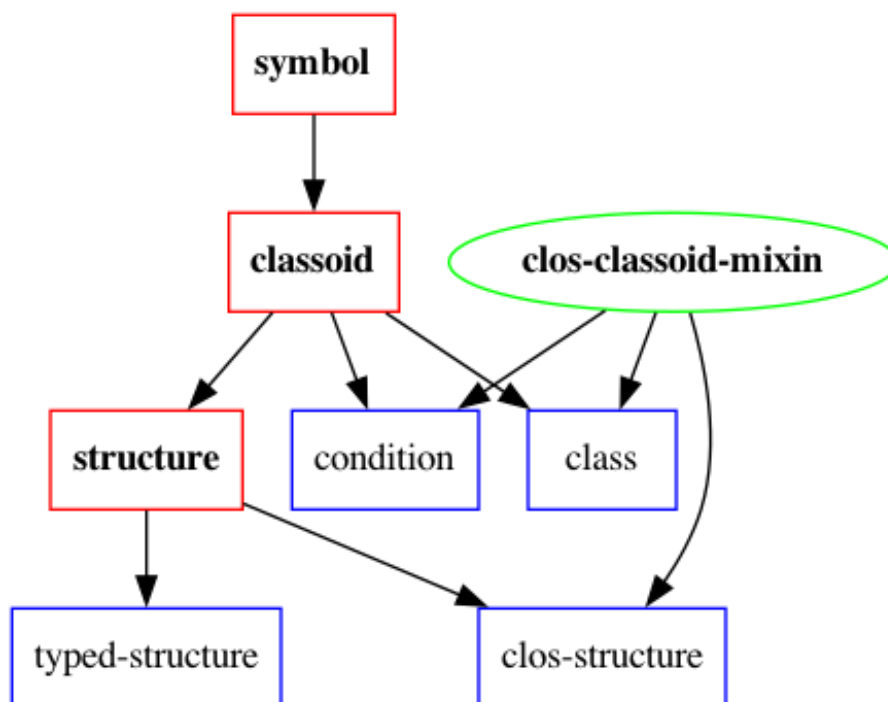 symbol
classoid
clos-classoid-mixin
structure
condition
class
typed-structure
clos-structure